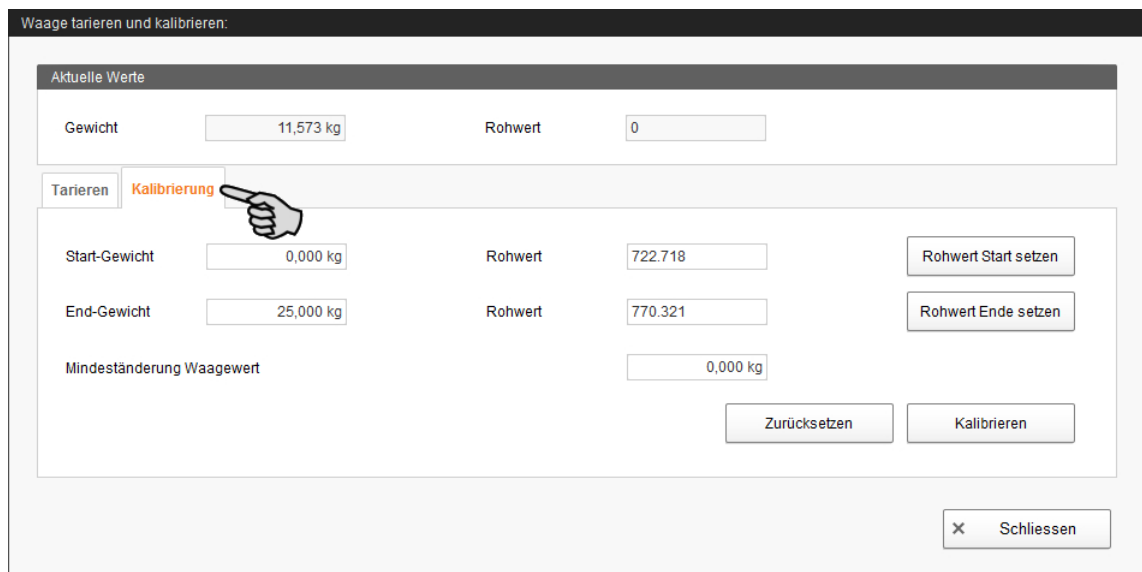 Waage tarieren und kalibrieren:
Aktuelle Werte
Gewicht 11,573 kg Rohwert 0
Tarieren Kalibrierung
Start-Gewicht 0,000 kg Rohwert 722.718 Rohwert Start setzen
End-Gewicht 25,000 kg Rohwert 770.321 Rohwert Ende setzen
Mindeständerung Waagewert 0,000 kg
Zurücksetzen Kalibrieren
Schliessen